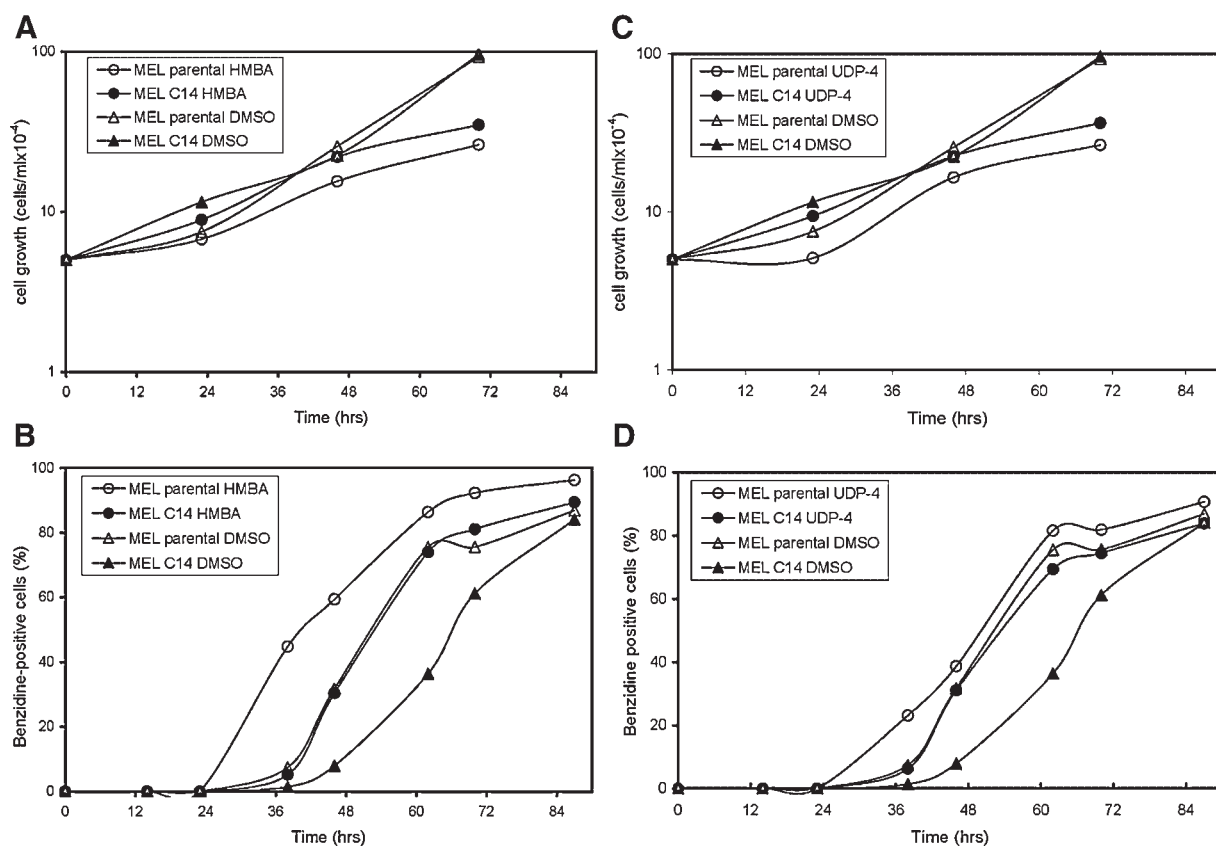 A
100
10
1
cell growth (cells/mlx10-4)
MEL parental HMBA
MEL C14 HMBA
MEL parental DMSO
MEL C14 DMSO
0 12 24 36 48 60 72 84
Time (hrs)
C
100
10
1
cell growth (cells/mlx10-4)
MEL parental UDP-4
MEL C14 UDP-4
MEL parental DMSO
MEL C14 DMSO
0 12 24 36 48 60 72 84
Time (hrs)
B
100
80
60
40
20
0
Benzidine-positive cells (%)
MEL parental HMBA
MEL C14 HMBA
MEL parental DMSO
MEL C14 DMSO
0 12 24 36 48 60 72 84
Time (hrs)
D
100
80
60
40
20
0
Benzidine positive cells (%)
MEL parental UDP-4
MEL C14 UDP-4
MEL parental DMSO
MEL C14 DMSO
0 12 24 36 48 60 72 84
Time (hrs)